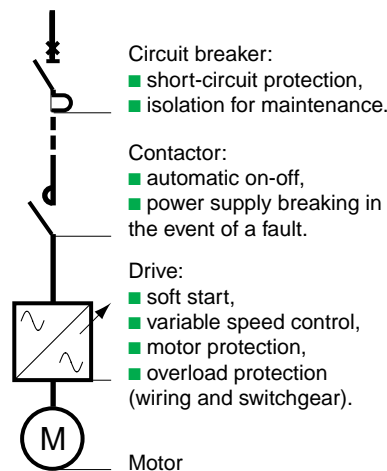 Circuit breaker:
■ short-circuit protection,
■ isolation for maintenance.
Contactor:
■ automatic on-off,
■ power supply breaking in
the event of a fault.
Drive:
■ soft start,
■ variable speed control,
■ motor protection,
■ overload protection
(wiring and switchgear).
M
Motor